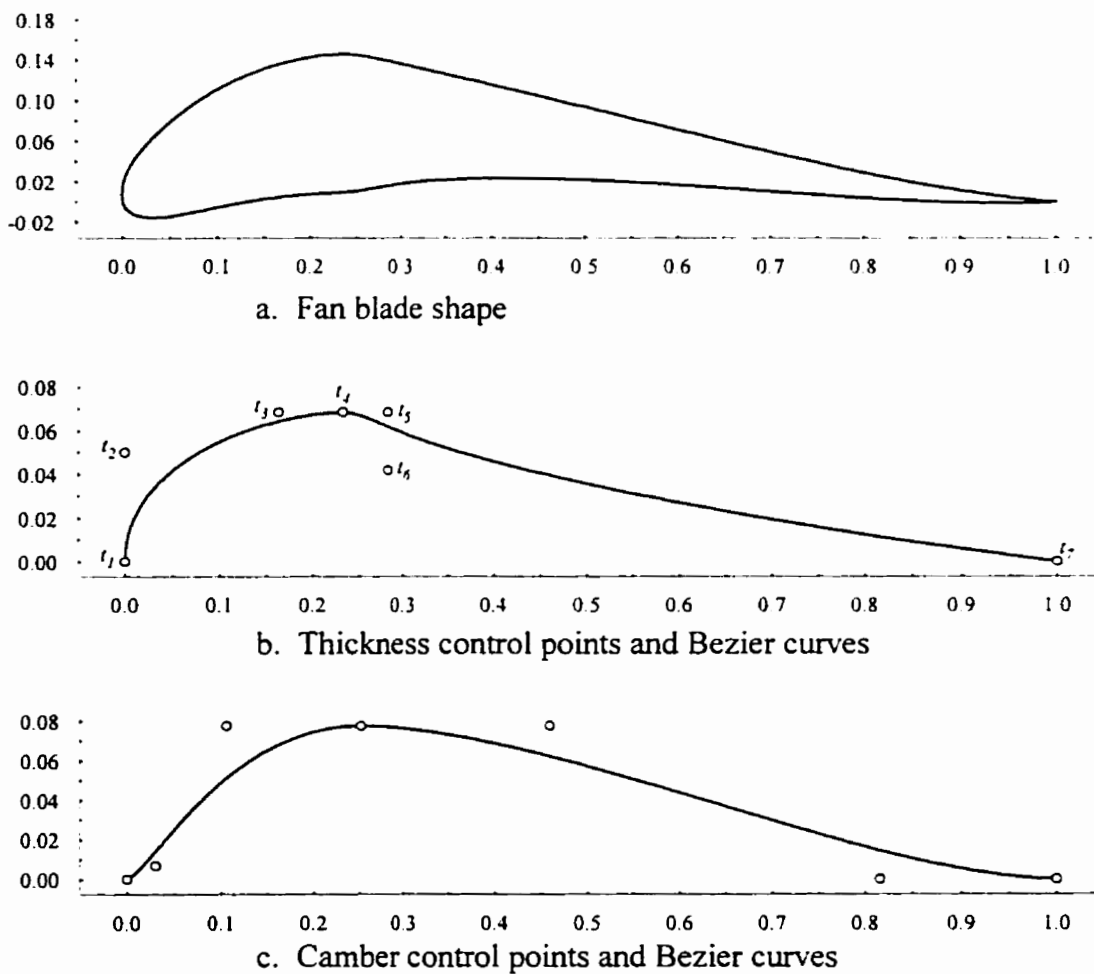 0.18
0.14
0.10
0.06
0.02
-0.02
0.0 0.1 0.2 0.3 0.4 0.5 0.6 0.7 0.8 0.9 1.0
a. Fan blade shape
0.08
0.06
0.04
0.02
0.00
t1 t2 t3 t4 t5 t6 t7
0.0 0.1 0.2 0.3 0.4 0.5 0.6 0.7 0.8 0.9 1.0
b. Thickness control points and Bezier curves
0.08
0.06
0.04
0.02
0.00
0.0 0.1 0.2 0.3 0.4 0.5 0.6 0.7 0.8 0.9 1.0
c. Camber control points and Bezier curves